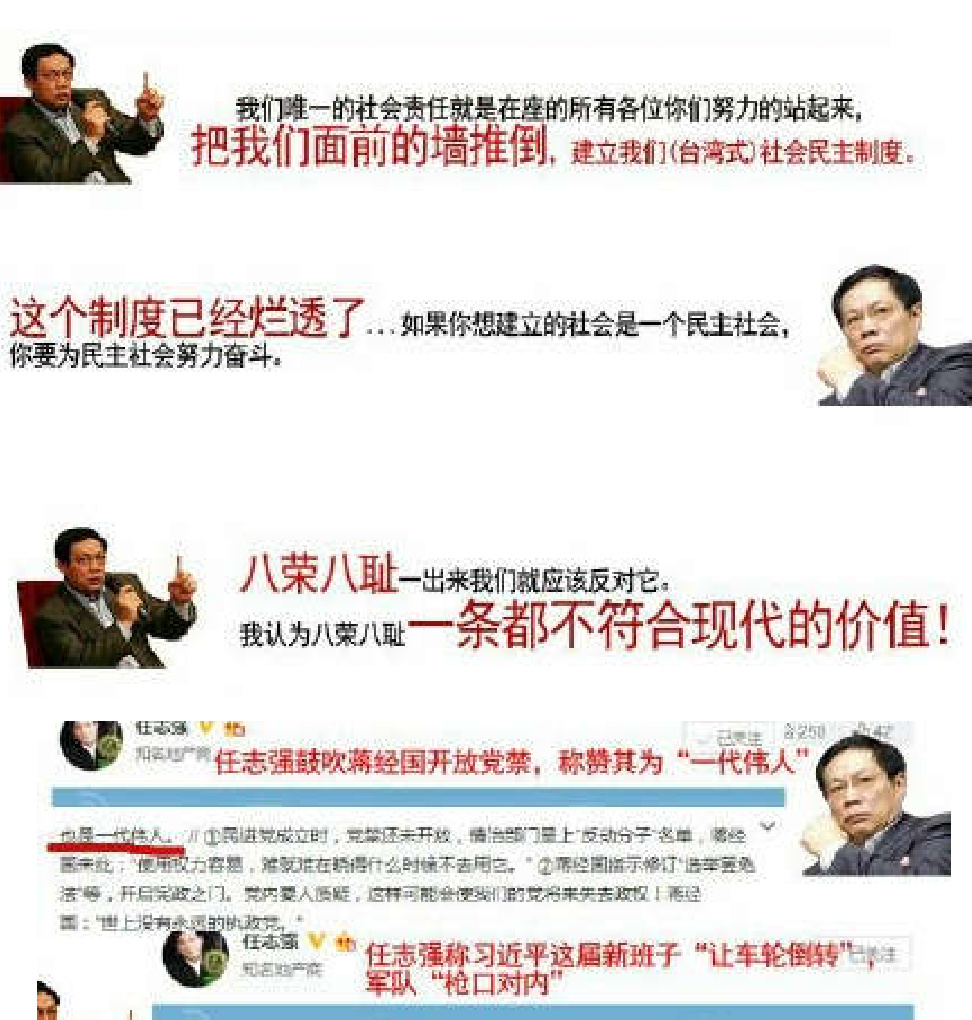 我们唯一的社会责任就是在座的所有各位你们努力的站起来,
把我们面前的墙推�n，建立我们(台湾式)社会民主制度。
这个制度已经烂透了...如果你想建立的社会是一个民主社会,
你要为民主社会努力奋斗。
八荣八耻一出来我们就应该反对它。
我认为八荣八耻一条都不符合现代的价值!
任志强
已关注 258 42
知名地产商 任志强鼓吹蒋经国开放党禁，称赞其为“一代伟人”
也是一代伟人。//①民进党成立时，党禁还未开放，情治部门呈上“反动分子”名单，蒋经
国未批：“使用权力容易，难就难在晓得什么时候不去用它。”②蒋经国指示修订“选举罢免
法”等，开启宪政之门。党内要人质疑，这样可能会使我们的党将来失去政权！蒋经
国：“世上没有永远的执政党。”
任志强
知名地产商 任志强称习近平这届新班子“让车轮倒转”， 已关注
军队“枪口对内”